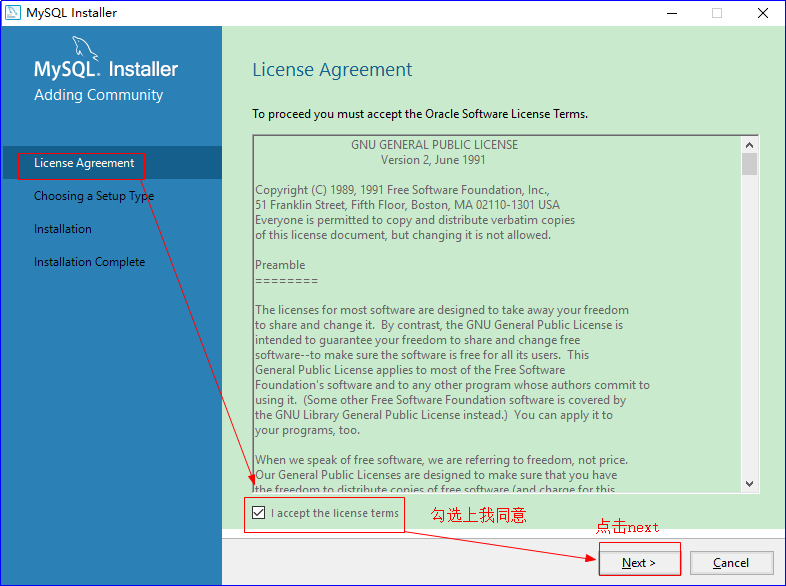 MySQL Installer
MySQL. Installer
Adding Community
License Agreement
Choosing a Setup Type
Installation
Installation Complete
License Agreement
To proceed you must accept the Oracle Software License Terms.
GNU GENERAL PUBLIC LICENSE
Version 2, June 1991
Copyright (C) 1989, 1991 Free Software Foundation, Inc.,
51 Franklin Street, Fifth Floor, Boston, MA 02110-1301 USA
Everyone is permitted to copy and distribute verbatim copies
of this license document, but changing it is not allowed.
Preamble
========
The licenses for most software are designed to take away your freedom
to share and change it.  By contrast, the GNU General Public License is
intended to guarantee your freedom to share and change free
software--to make sure the software is free for all its users.  This
General Public License applies to most of the Free Software
Foundation's software and to any other program whose authors commit to
using it.  (Some other Free Software Foundation software is covered by
the GNU Library General Public License instead.)  You can apply it to
your programs, too.
When we speak of free software, we are referring to freedom, not price.
Our General Public Licenses are designed to make sure that you have
the freedom to distribute copies of free software (and charge for this
I accept the license terms
勾选上我同意
点击next
Next >
Cancel